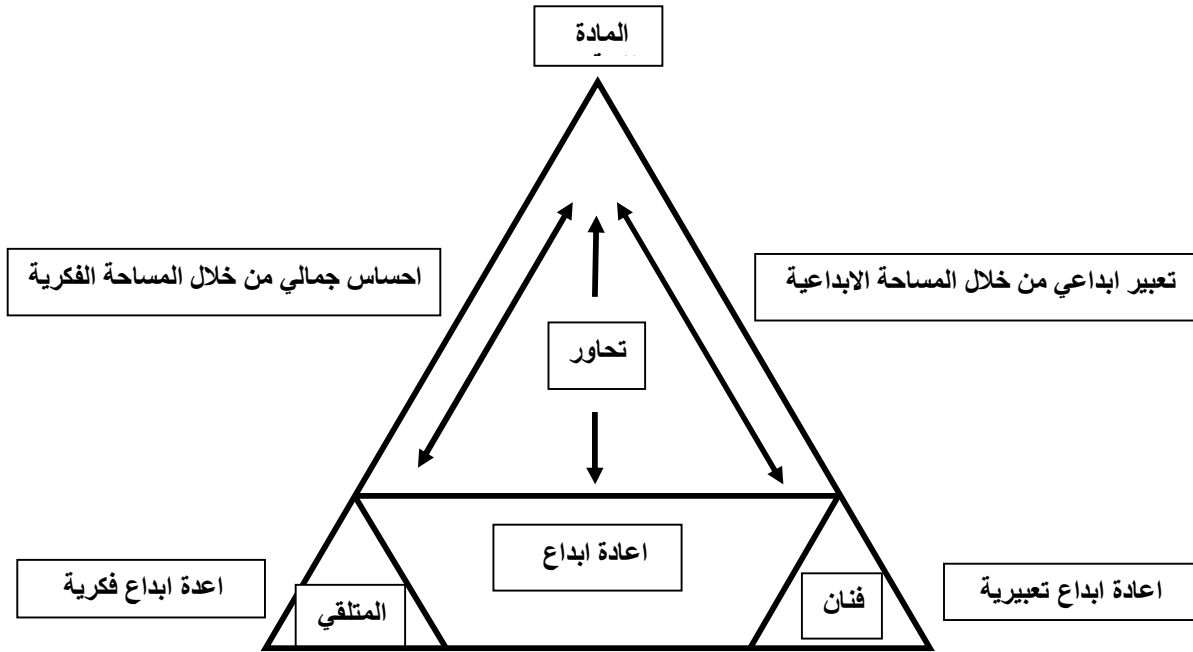 المادة
تعبير ابداعي من خلال المساحة الابداعية
احساس جمالي من خلال المساحة الفكرية
تحاور
اعادة ابداع
اعادة ابداع تعبيرية
فنان
المتلقي
اعدة ابداع فكرية